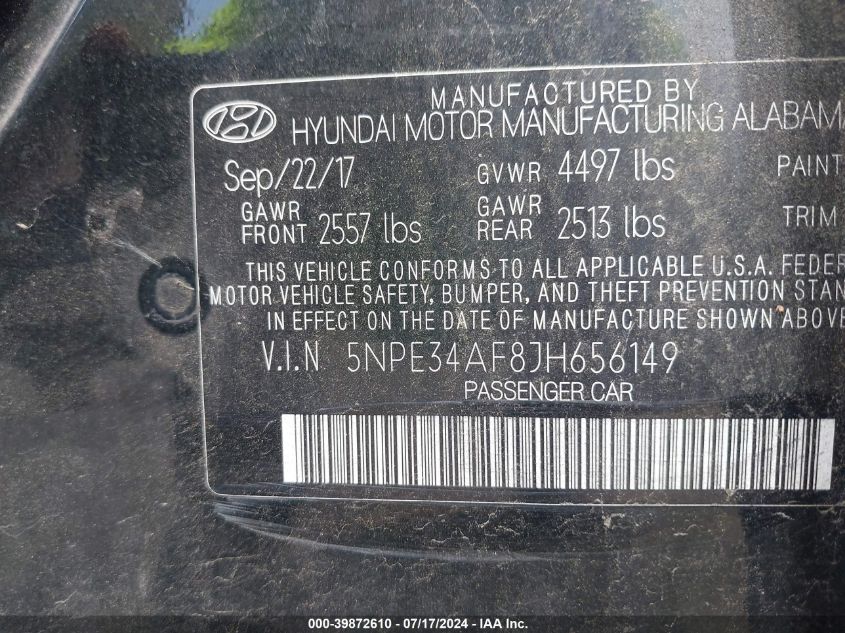 MANUFACTURED BY
HYUNDAI MOTOR MANUFACTURING ALABAMA
Sep/22/17 GVWR 4497 lbs PAINT
GAWR FRONT 2557 lbs GAWR REAR 2513 lbs TRIM
THIS VEHICLE CONFORMS TO ALL APPLICABLE U.S.A. FEDER
MOTOR VEHICLE SAFETY, BUMPER, AND THEFT PREVENTION STAN
IN EFFECT ON THE DATE OF MANUFACTURE SHOWN ABOVE
V.I.N 5NPE34AF8JH656149
PASSENGER CAR
000-39872610 - 07/17/2024 - IAA Inc.